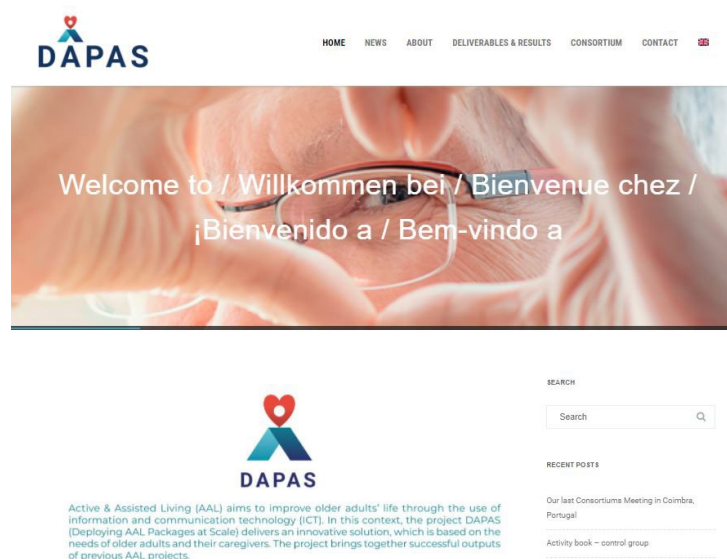 DAPAS
HOME NEWS ABOUT DELIVERABLES & RESULTS CONSORTIUM CONTACT
Welcome to / Willkommen bei / Bienvenue chez /
¡Bienvenido a / Bem-vindo a
DAPAS
Active & Assisted Living (AAL) aims to improve older adults' life through the use of
information and communication technology (ICT). In this context, the project DAPAS
(Deploying AAL Packages at Scale) delivers an innovative solution, which is based on the
needs of older adults and their caregivers. The project brings together successful outputs
of previous AAL projects.
SEARCH
Search
RECENT POSTS
Our last Consortiums Meeting in Coimbra,
Portugal
Activity book – control group